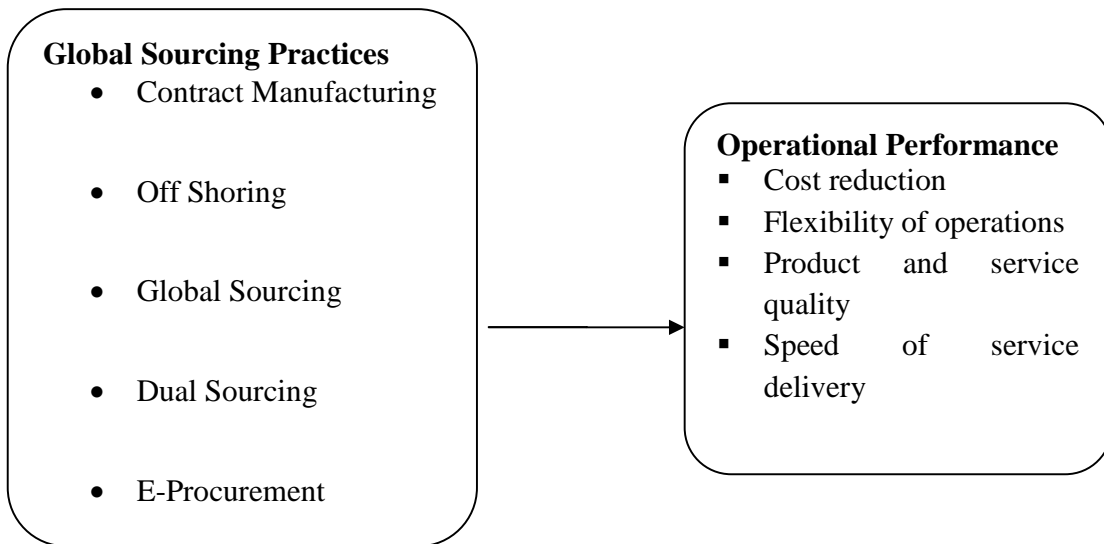 Global Sourcing Practices
• Contract Manufacturing
• Off Shoring
• Global Sourcing
• Dual Sourcing
• E-Procurement
Operational Performance
▪ Cost reduction
▪ Flexibility of operations
▪ Product and service
quality
▪ Speed of service
delivery